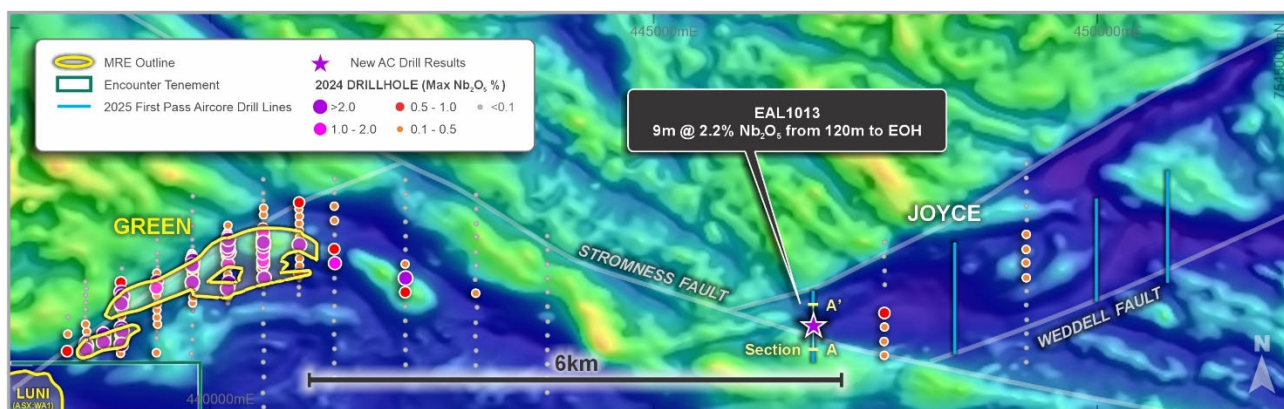 445000mE
450000mE
MRE Outline
Encounter Tenement
2025 First Pass Aircore Drill Lines
New AC Drill Results
2024 DRILLHOLE (Max Nb₂O₅ %)
>2.0
0.5 - 1.0
<0.1
1.0 - 2.0
0.1 - 0.5
EAL1013
9m @ 2.2% Nb₂O₅ from 120m to EOH
GREEN
JOYCE
STROMNESS FAULT
WEDDELL FAULT
A'
Section
A
6km
N
LUNI
(ASX:WA1)
440000mE